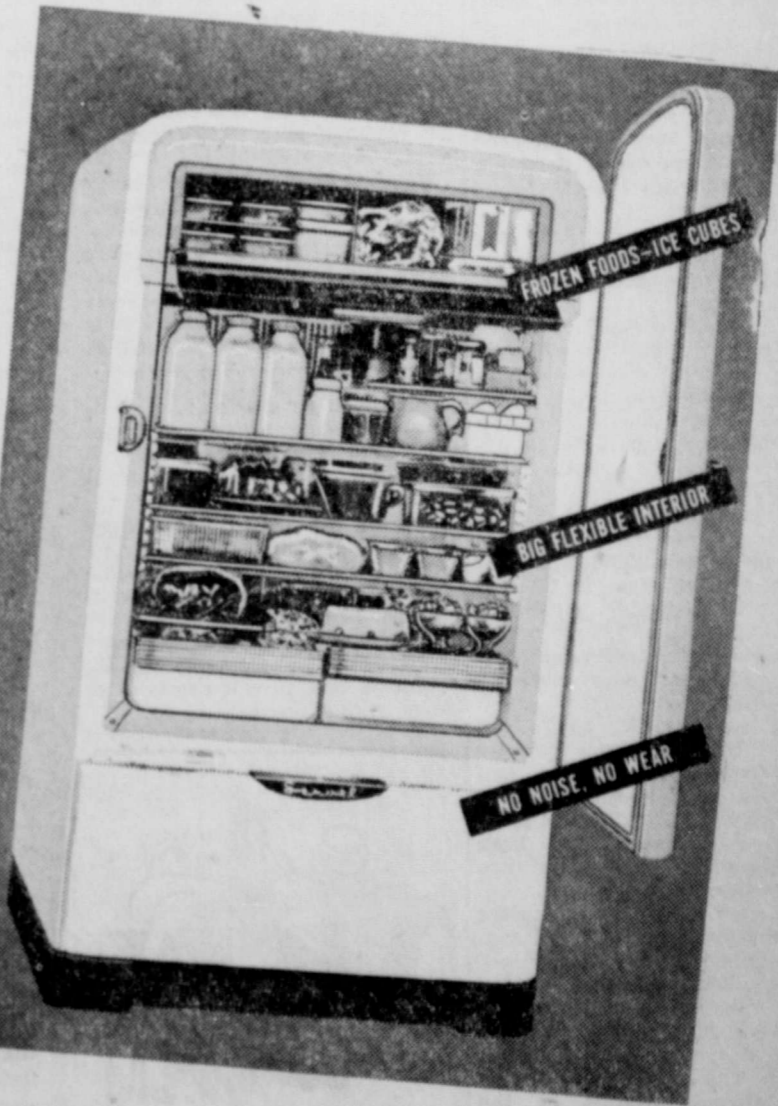 FROZEN FOODS—ICE CUBES
BIG FLEXIBLE INTERIOR
NO NOISE, NO WEAR